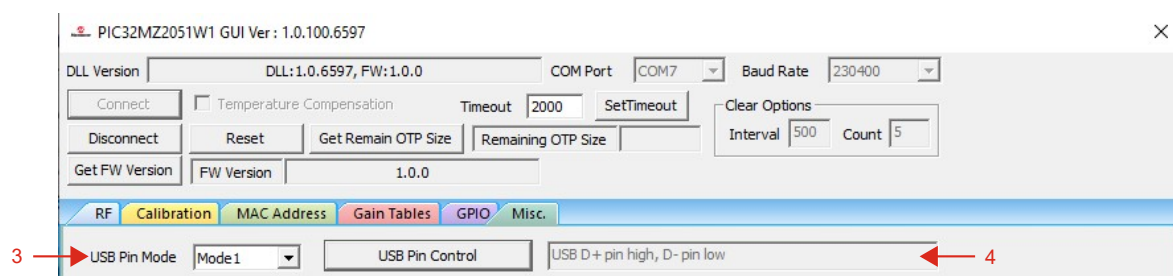 PIC32MZ2051W1 GUI Ver : 1.0.100.6597
DLL Version DLL:1.0.6597, FW:1.0.0 COM Port COM7 Baud Rate 230400
Connect Temperature Compensation Timeout 2000 SetTimeout Clear Options
Disconnect Reset Get Remain OTP Size Remaining OTP Size Interval 500 Count 5
Get FW Version FW Version 1.0.0
RF Calibration MAC Address Gain Tables GPIO Misc.
3 USB Pin Mode Mode1 USB Pin Control USB D+ pin high, D- pin low 4